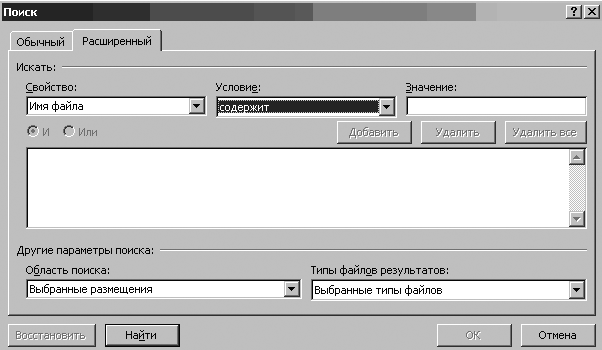 Поиск
Обычный Расширенный
Искать:
Свойство: Условие: Значение:
Имя файла содержит
И Или Добавить Удалить Удалить все
Другие параметры поиска:
Область поиска: Типы файлов результатов:
Выбранные размещения Выбранные типы файлов
Восстановить Найти ОК Отмена